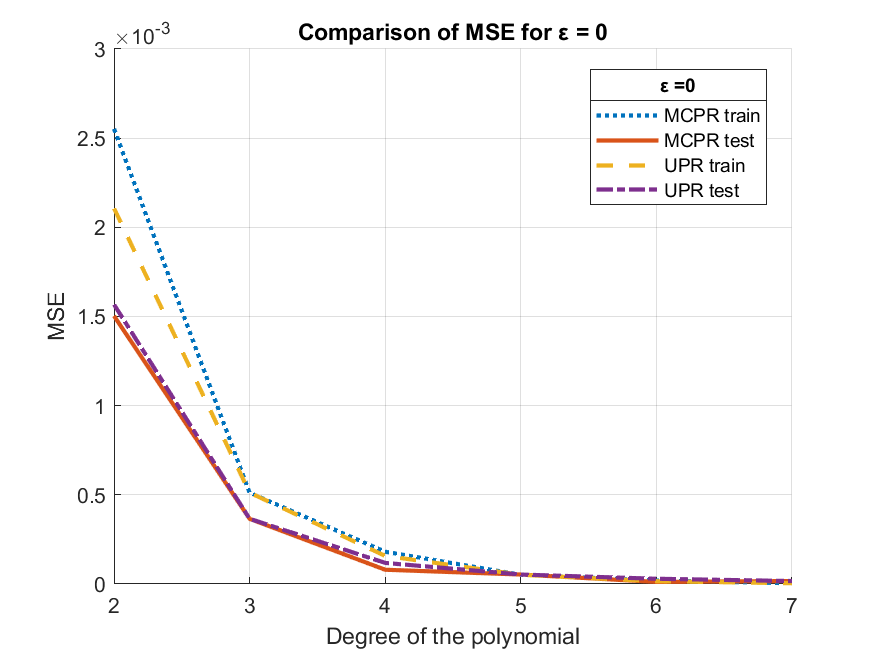 Comparison of MSE for ε = 0
×10⁻³
3
2.5
2
1.5
1
0.5
0
MSE
ε =0
MCPR train
MCPR test
UPR train
UPR test
2 3 4 5 6 7
Degree of the polynomial